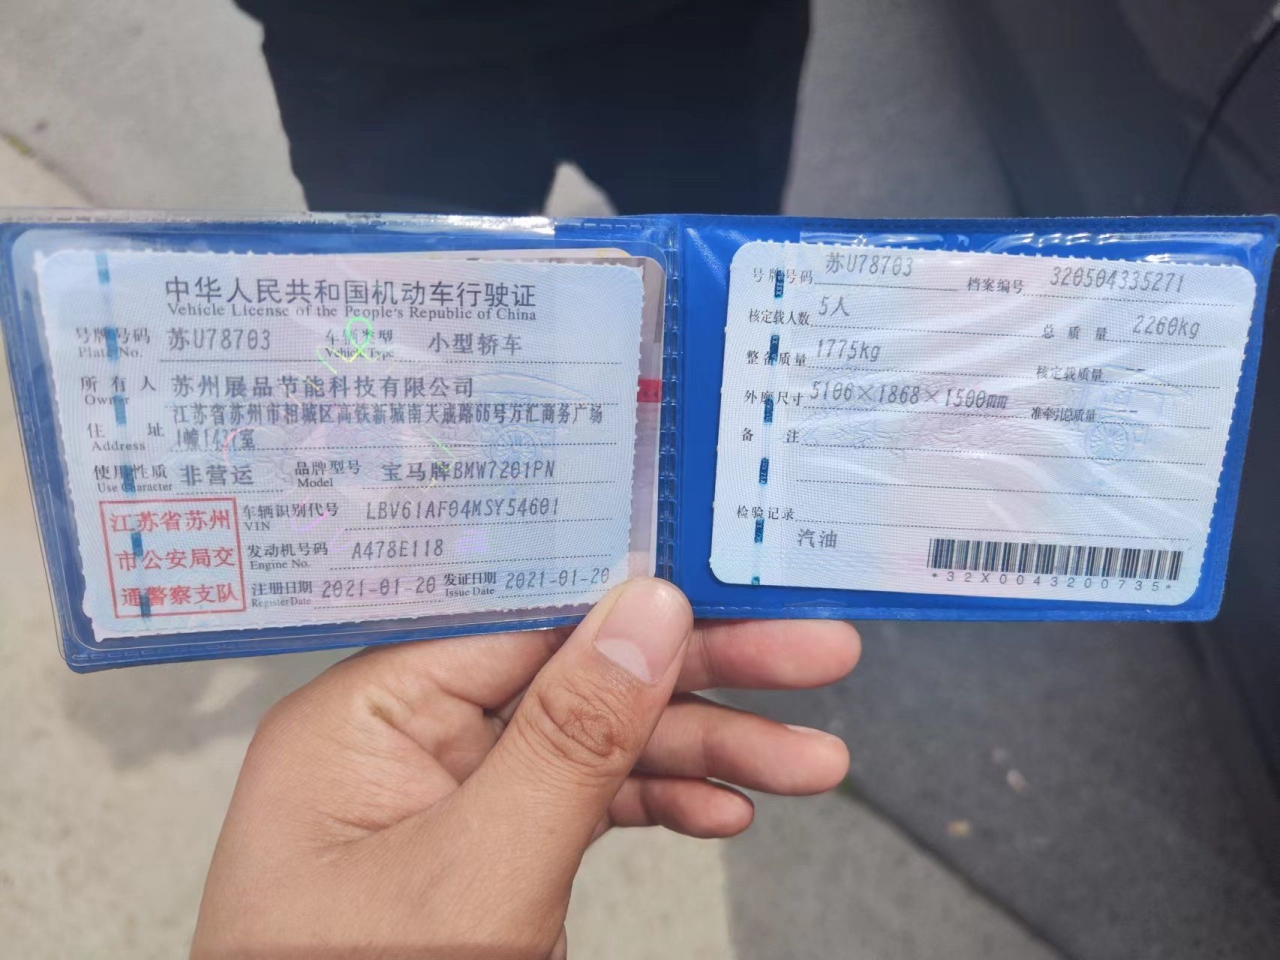 中华人民共和国机动车行驶证
Vehicle License of the People's Republic of China
号牌号码 Plate No. 苏U78703 车辆类型 Vehicle Type 小型轿车
所有人 Owner 苏州展品节能科技有限公司
住址 Address 江苏省苏州市相城区高铁新城南天成路66号万汇商务广场
1幢 室
使用性质 Use Character 非营运 品牌型号 Model 宝马牌BMW7201PN
车辆识别代号 VIN LBV61AF04MSY54601
发动机号码 Engine No. A478E118
注册日期 Register Date 2021-01-20 发证日期 Issue Date 2021-01-20
江苏省苏州
市公安局交
通警察支队
号牌号码 苏U78703 档案编号 320504335271
核定载人数 5人 总质量 2260kg
整备质量 1775kg 核定载质量 --
外廓尺寸 5106×1868×1500mm 准牵引总质量 --
备注
检验记录
汽油
*32X0043200735*